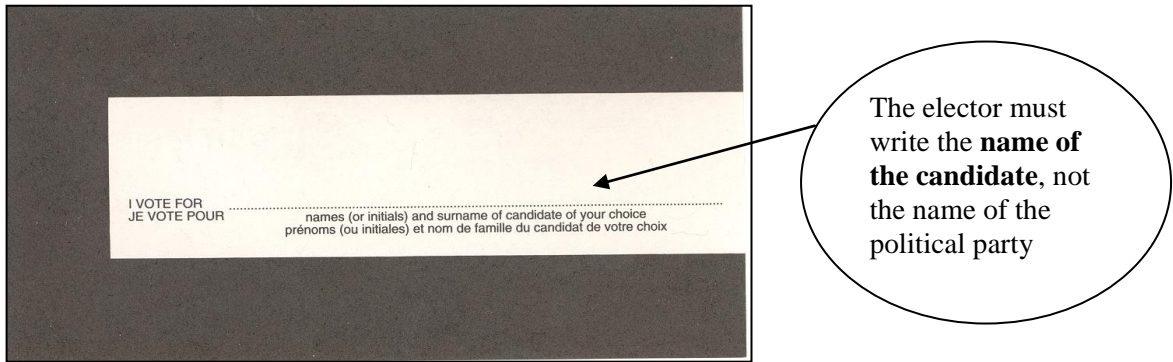 I VOTE FOR ........................................
JE VOTE POUR
names (or initials) and surname of candidate of your choice
prénoms (ou initiales) et nom de famille du candidat de votre choix
The elector must
write the name of
the candidate, not
the name of the
political party